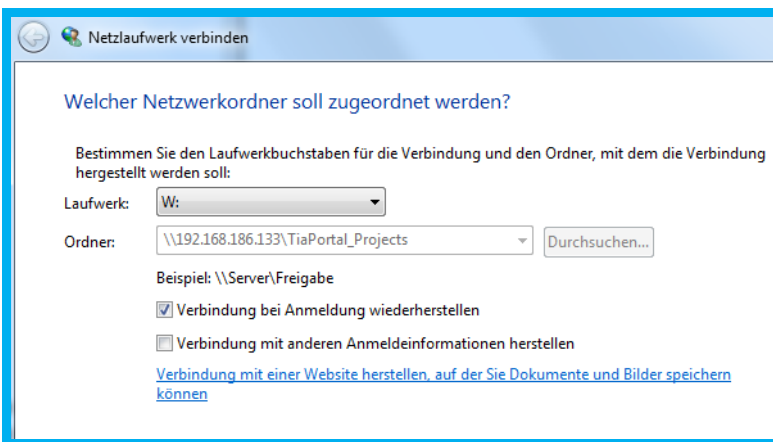 Netzlaufwerk verbinden
Welcher Netzwerkordner soll zugeordnet werden?
Bestimmen Sie den Laufwerkbuchstaben für die Verbindung und den Ordner, mit dem die Verbindung
hergestellt werden soll:
Laufwerk: W:
Ordner: \\192.168.186.133\TiaPortal_Projects Durchsuchen...
Beispiel: \\Server\Freigabe
Verbindung bei Anmeldung wiederherstellen
Verbindung mit anderen Anmeldeinformationen herstellen
Verbindung mit einer Website herstellen, auf der Sie Dokumente und Bilder speichern
können